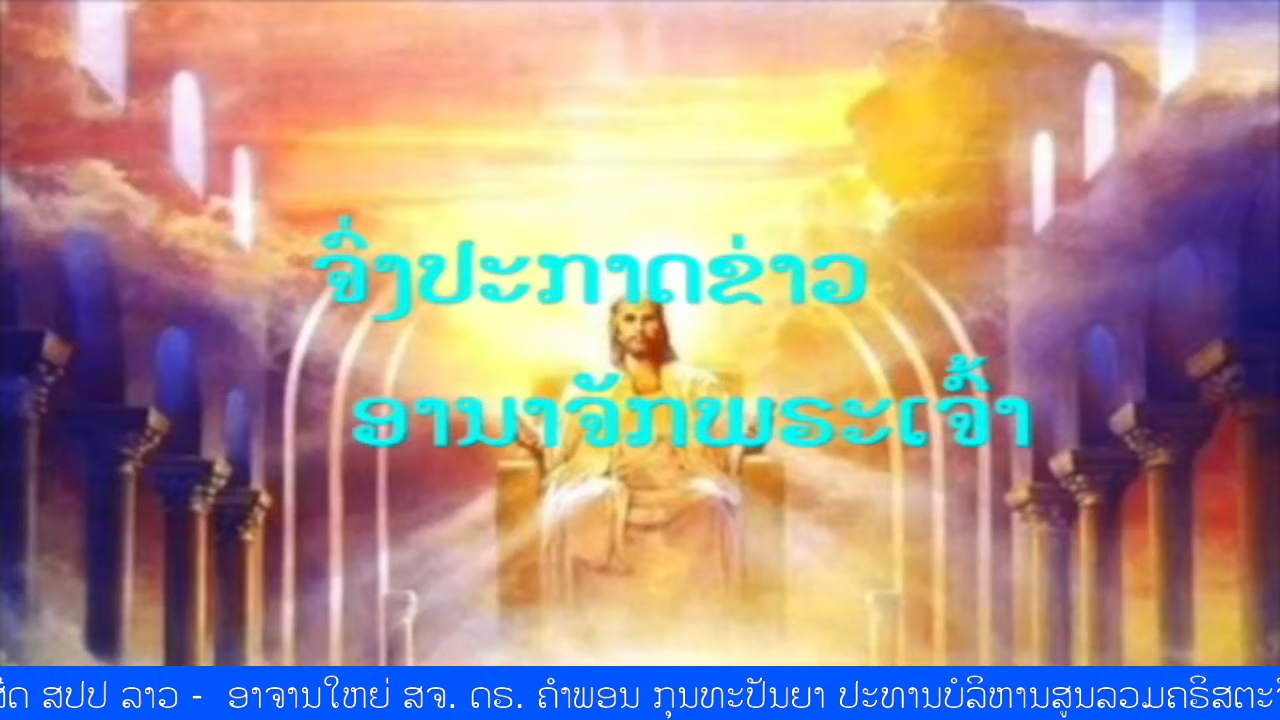 ຈົ່ງປະກາດຂ່າວ
ອານາຈັກພຣະເຈົ້າ
ສປປ ລາວ - ອາຈານໃຫຍ່ ສຈ. ດຣ. ຄຳພອນ ກຸນທະປັນຍາ ປະທານບໍລິຫານສູນລວມຄຣິສຕະ